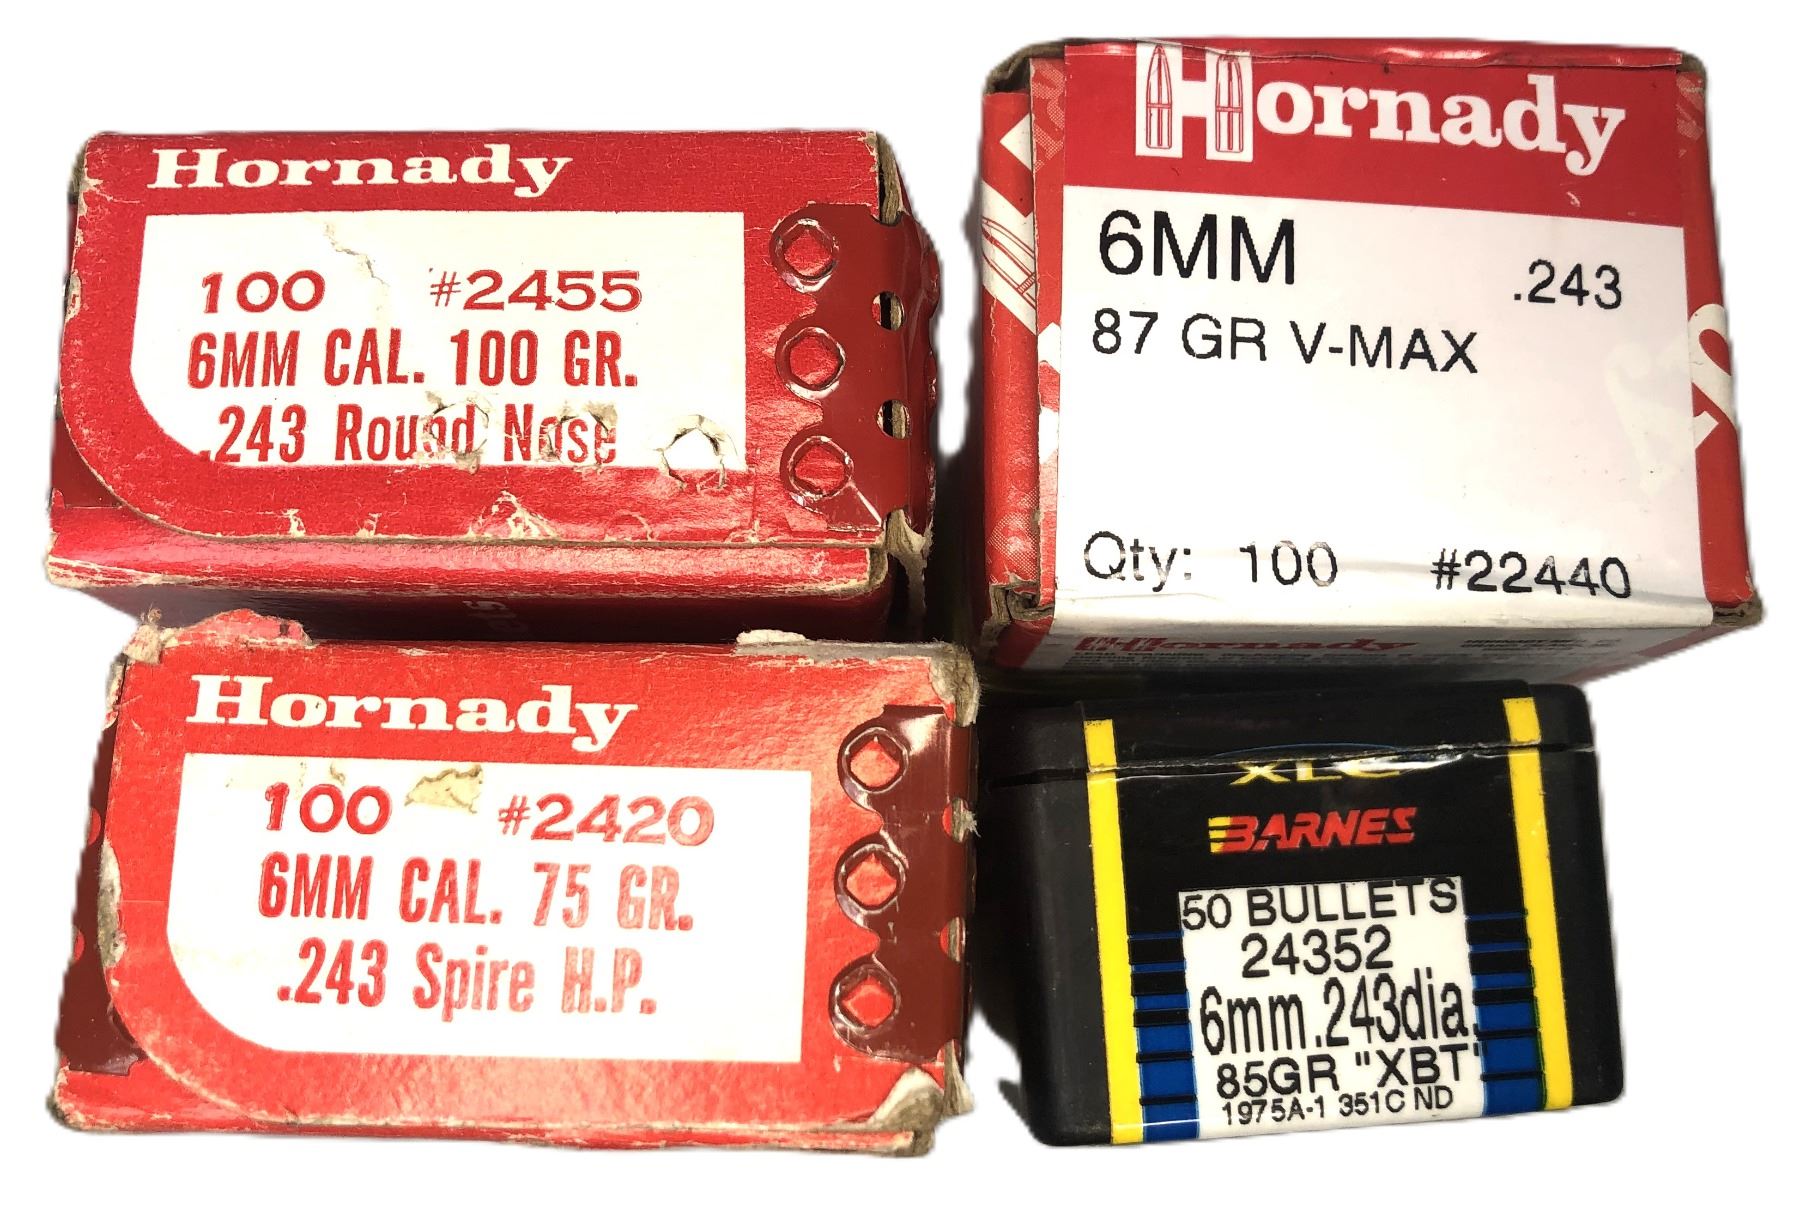 Hornady
100 #2455
6MM CAL. 100 GR.
.243 Round Nose
Hornady
6MM .243
87 GR V-MAX
Qty: 100 #22440
Hornady
Hornady
100 #2420
6MM CAL. 75 GR.
.243 Spire H.P.
XLC
BARNES
50 BULLETS
24352
6mm .243dia.
85GR "XBT"
1975A-1 351C ND